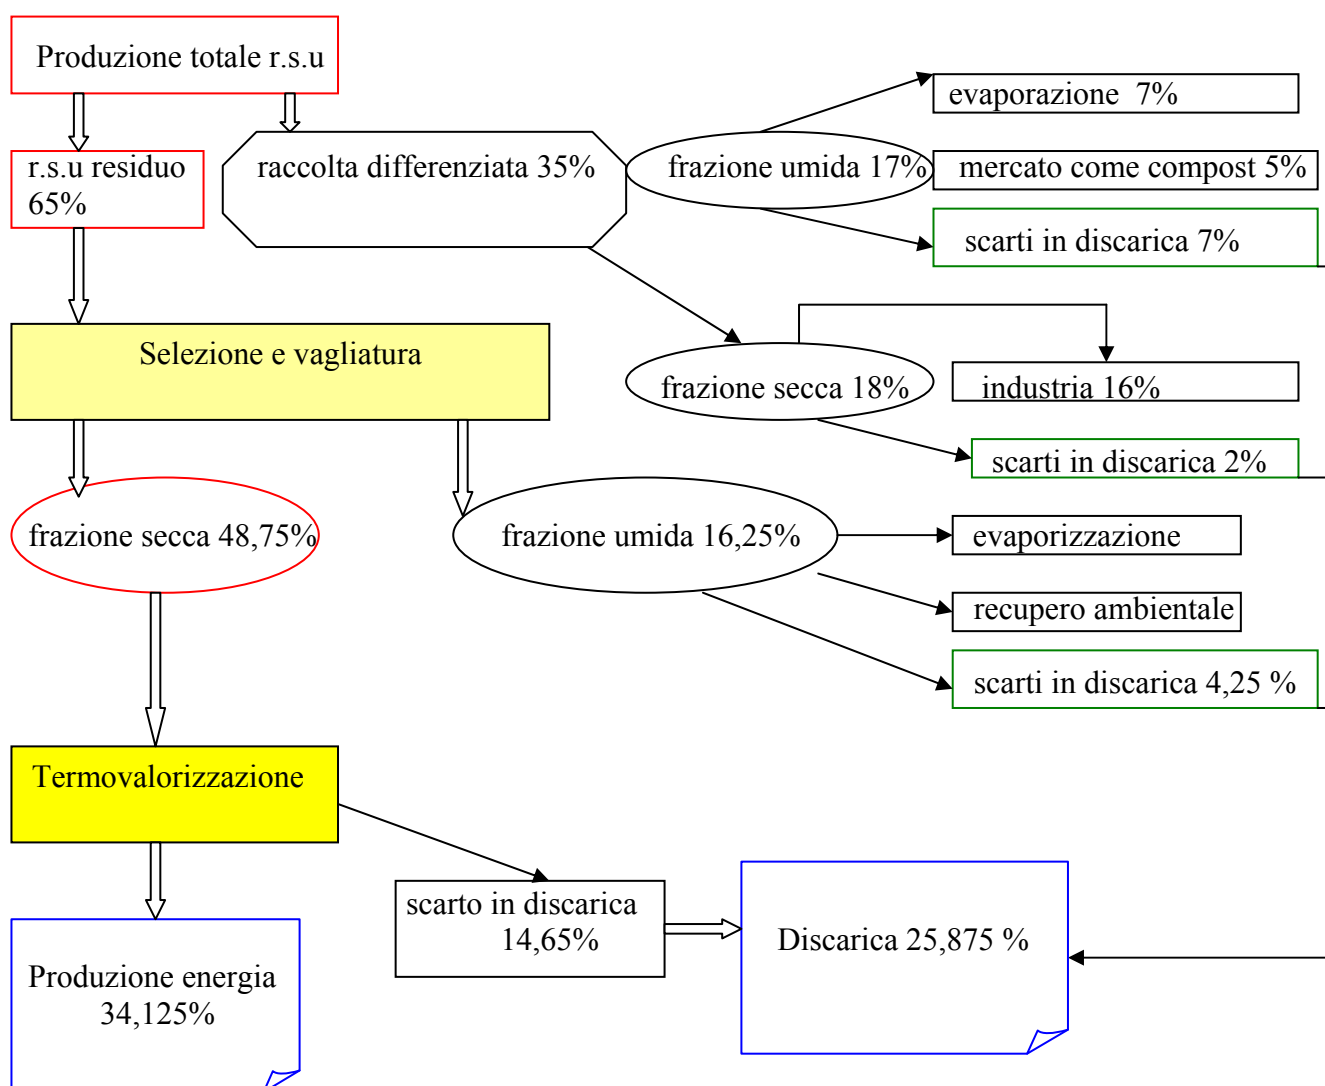 Produzione totale r.s.u
evaporazione  7%
r.s.u residuo
65%
raccolta differenziata 35%
frazione umida 17%
mercato come compost 5%
scarti in discarica 7%
Selezione e vagliatura
frazione secca 18%
industria 16%
scarti in discarica 2%
frazione secca 48,75%
frazione umida 16,25%
evaporizzazione
recupero ambientale
scarti in discarica 4,25 %
Termovalorizzazione
scarto in discarica
14,65%
Discarica 25,875 %
Produzione energia
34,125%